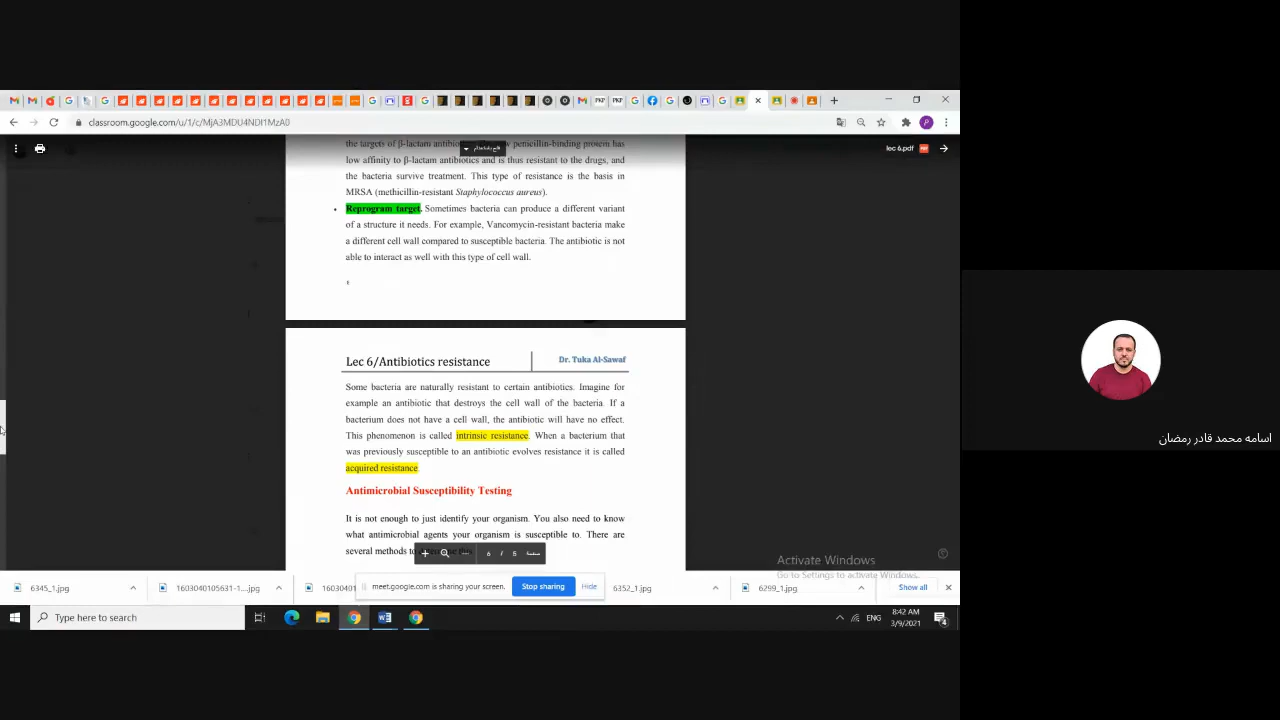 classroom.google.com/u/1/c/MjA3MDU4NDI1MzA0
lec 6.pdf
the targets of β-lactam
penicillin-binding protein has
low affinity to β-lactam antibiotics and is thus resistant to the drugs, and
the bacteria survive treatment. This type of resistance is the basis in
MRSA (methicillin-resistant Staphylococcus aureus).
• Reprogram target. Sometimes bacteria can produce a different variant
of a structure it needs. For example, Vancomycin-resistant bacteria make
a different cell wall compared to susceptible bacteria. The antibiotic is not
able to interact as well with this type of cell wall.
Lec 6/Antibiotics resistance
Dr. Tuka Al-Sawaf
Some bacteria are naturally resistant to certain antibiotics. Imagine for
example an antibiotic that destroys the cell wall of the bacteria. If a
bacterium does not have a cell wall, the antibiotic will have no effect.
This phenomenon is called intrinsic resistance. When a bacterium that
was previously susceptible to an antibiotic evolves resistance it is called
acquired resistance
Antimicrobial Susceptibility Testing
It is not enough to just identify your organism. You also need to know
what antimicrobial agents your organism is susceptible to. There are
several methods to
6 / 5 صفحة
اسامه محمد قادر رمضان
Activate Windows
Go to Settings to activate Windows.
6345_1.jpg
1603040105631-1....jpg
16030401
meet.google.com is sharing your screen.
Stop sharing
Hide
6352_1.jpg
6299_1.jpg
Show all
Type here to search
ENG
8:42 AM
3/9/2021
4